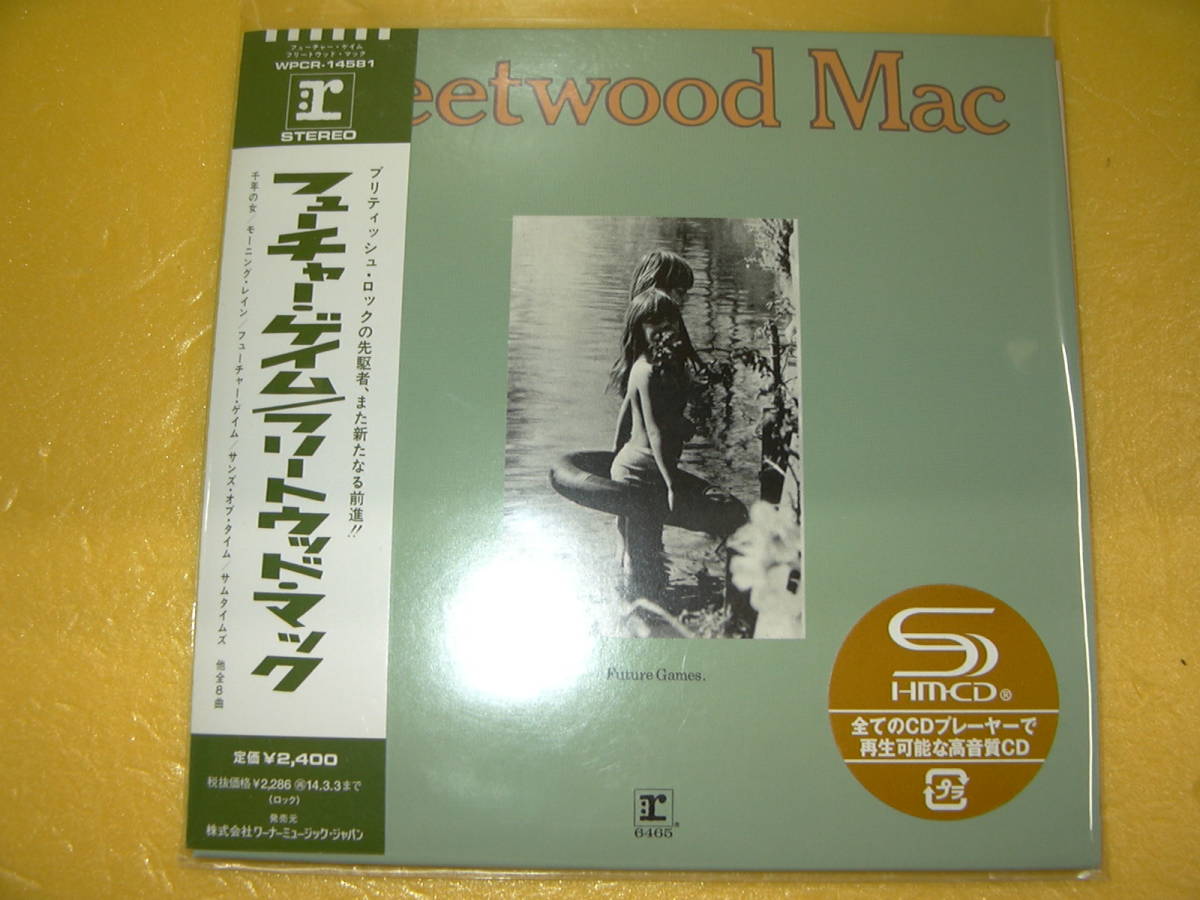 フューチャー・ゲイム
フリートウッド・マック
WPCR-14581
r
STEREO
ブリティッシュ・ロックの先駆者、また新たなる前進!!
フューチャー・ゲイム/フリートウッド・マック
千年の女/モーニング・レイン/フューチャー・ゲイム/サンズ・オブ・タイム/サムタイムズ 他全8曲
定価¥2,400
税抜価格¥2,286 再14.3.3まで
(ロック)
発売元
株式会社ワーナーミュージック・ジャパン
eetwood Mac
Future Games.
r
6465
SHM-CD®
全てのCDプレーヤーで
再生可能な高音質CD
プラ